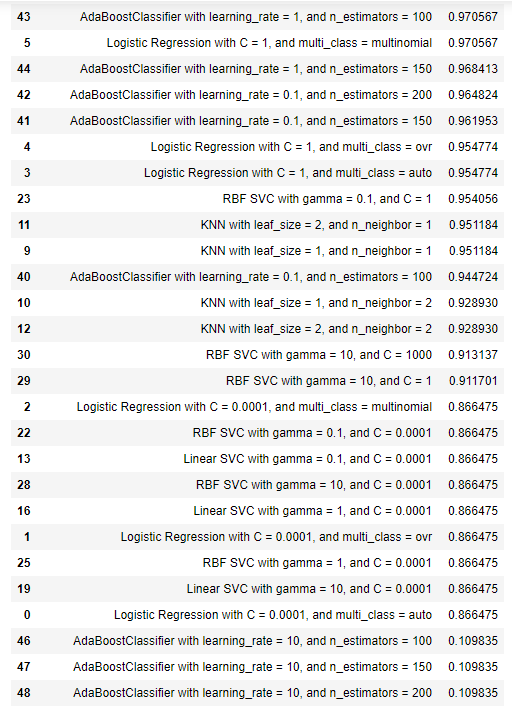 43 AdaBoostClassifier with learning_rate = 1, and n_estimators = 100 0.970567
5 Logistic Regression with C = 1, and multi_class = multinomial 0.970567
44 AdaBoostClassifier with learning_rate = 1, and n_estimators = 150 0.968413
42 AdaBoostClassifier with learning_rate = 0.1, and n_estimators = 200 0.964824
41 AdaBoostClassifier with learning_rate = 0.1, and n_estimators = 150 0.961953
4 Logistic Regression with C = 1, and multi_class = ovr 0.954774
3 Logistic Regression with C = 1, and multi_class = auto 0.954774
23 RBF SVC with gamma = 0.1, and C = 1 0.954056
11 KNN with leaf_size = 2, and n_neighbor = 1 0.951184
9 KNN with leaf_size = 1, and n_neighbor = 1 0.951184
40 AdaBoostClassifier with learning_rate = 0.1, and n_estimators = 100 0.944724
10 KNN with leaf_size = 1, and n_neighbor = 2 0.928930
12 KNN with leaf_size = 2, and n_neighbor = 2 0.928930
30 RBF SVC with gamma = 10, and C = 1000 0.913137
29 RBF SVC with gamma = 10, and C = 1 0.911701
2 Logistic Regression with C = 0.0001, and multi_class = multinomial 0.866475
22 RBF SVC with gamma = 0.1, and C = 0.0001 0.866475
13 Linear SVC with gamma = 0.1, and C = 0.0001 0.866475
28 RBF SVC with gamma = 10, and C = 0.0001 0.866475
16 Linear SVC with gamma = 1, and C = 0.0001 0.866475
1 Logistic Regression with C = 0.0001, and multi_class = ovr 0.866475
25 RBF SVC with gamma = 1, and C = 0.0001 0.866475
19 Linear SVC with gamma = 10, and C = 0.0001 0.866475
0 Logistic Regression with C = 0.0001, and multi_class = auto 0.866475
46 AdaBoostClassifier with learning_rate = 10, and n_estimators = 100 0.109835
47 AdaBoostClassifier with learning_rate = 10, and n_estimators = 150 0.109835
48 AdaBoostClassifier with learning_rate = 10, and n_estimators = 200 0.109835